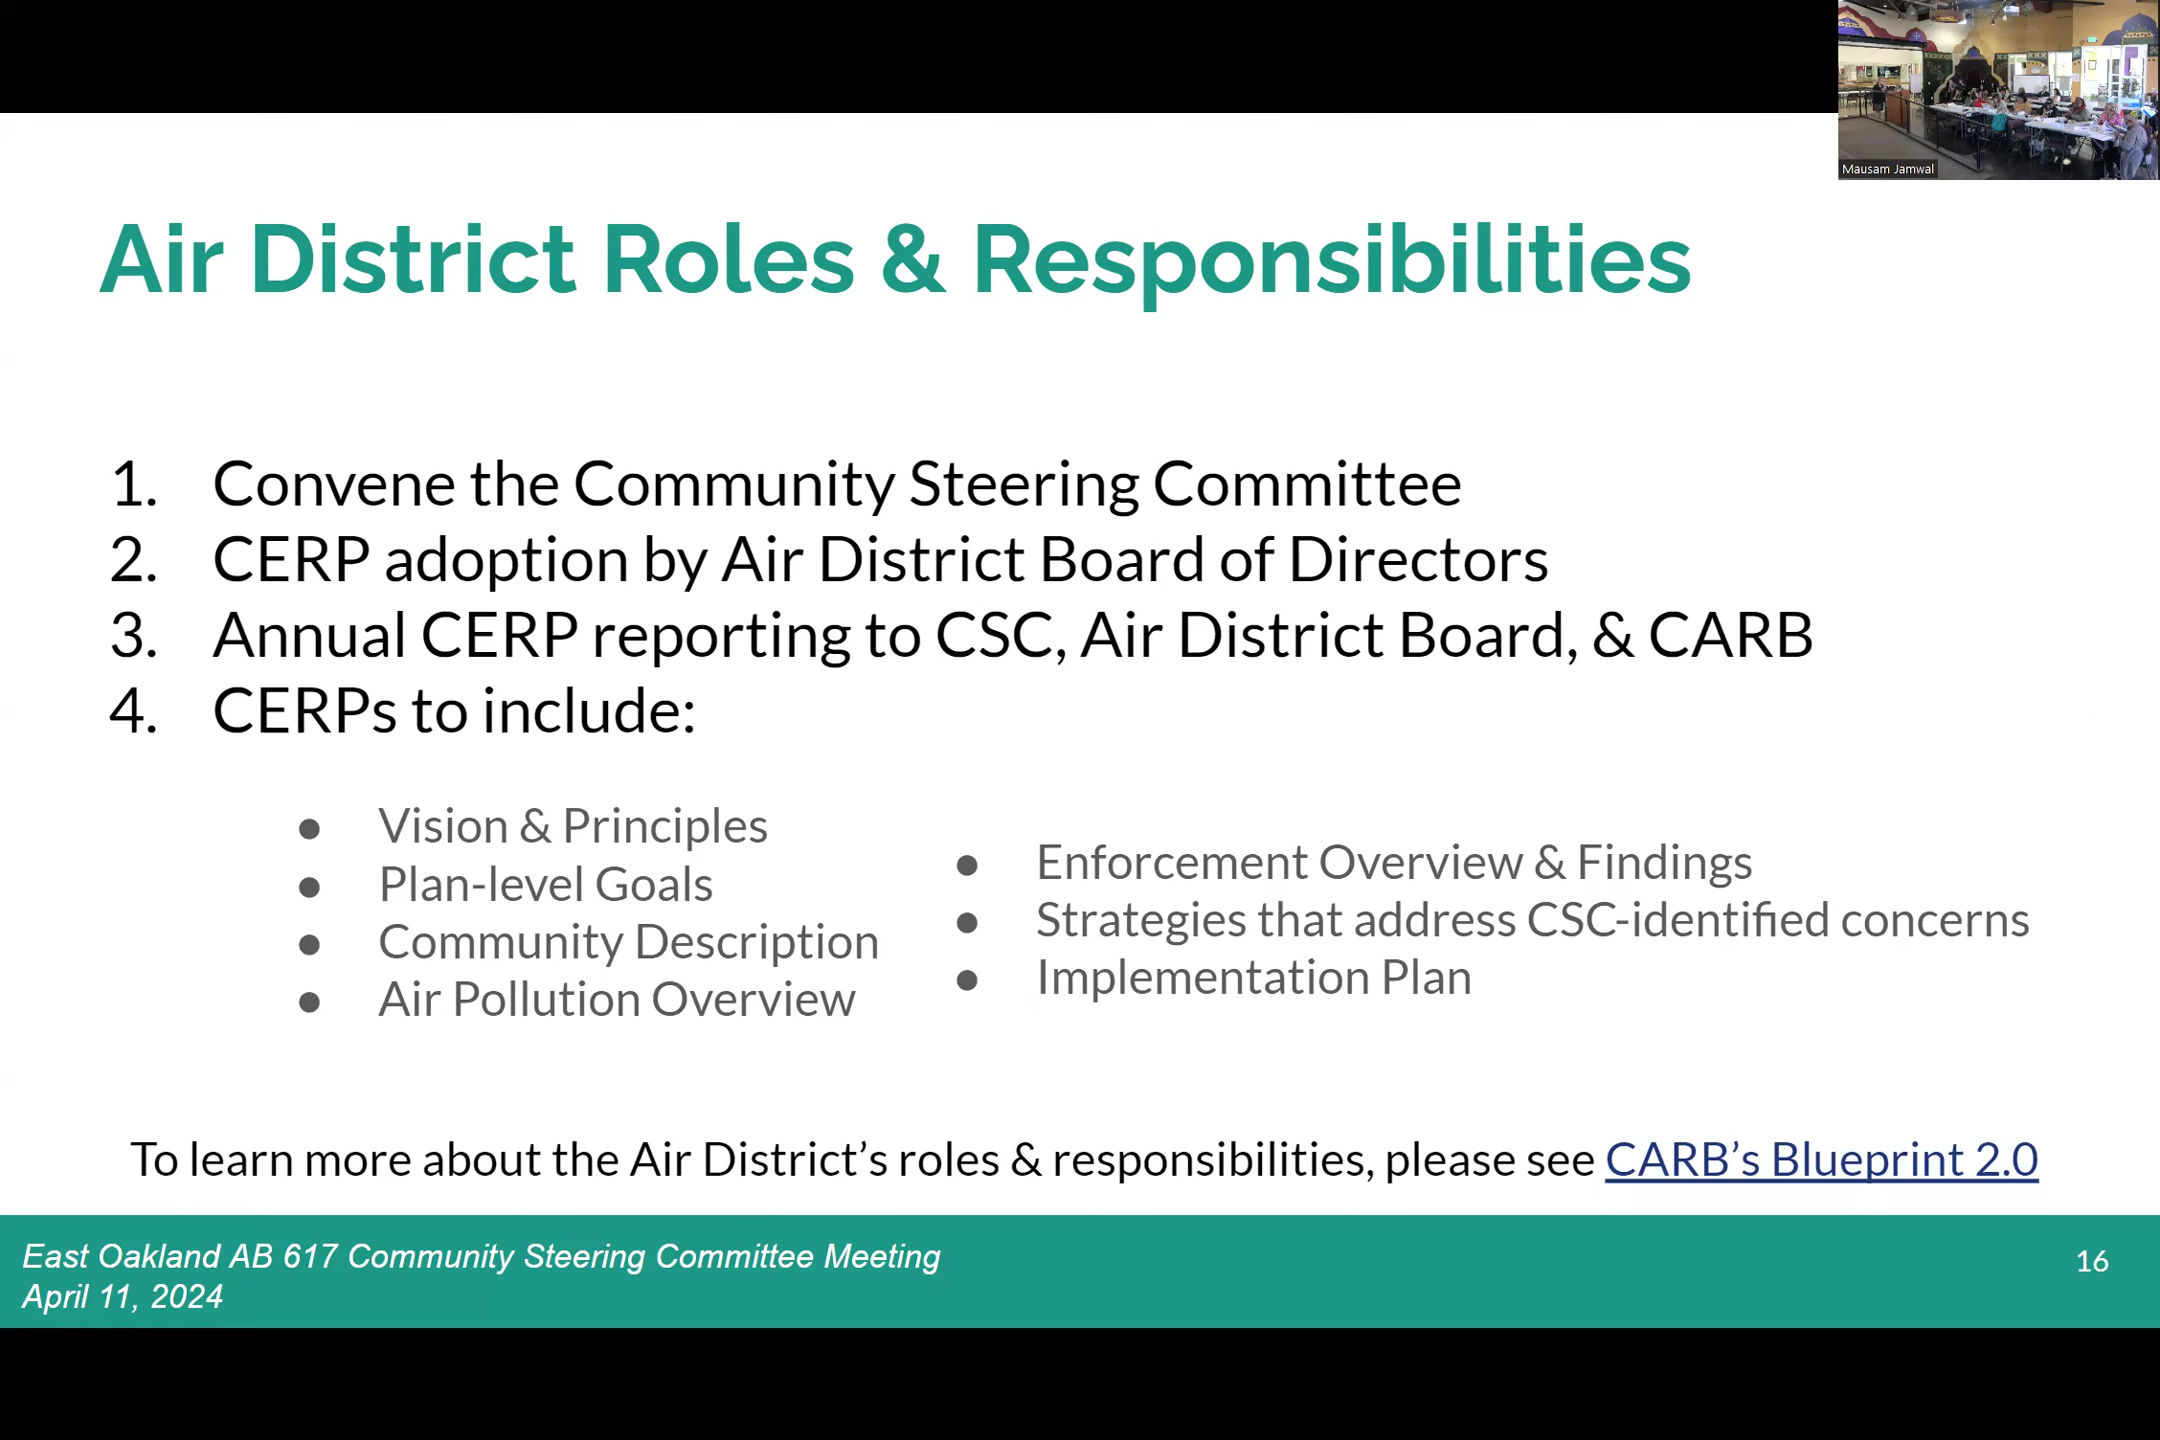 Mausam Jamwal
Air District Roles & Responsibilities
1. Convene the Community Steering Committee
2. CERP adoption by Air District Board of Directors
3. Annual CERP reporting to CSC, Air District Board, & CARB
4. CERPs to include:
● Vision & Principles
● Plan-level Goals
● Community Description
● Air Pollution Overview
● Enforcement Overview & Findings
● Strategies that address CSC-identified concerns
● Implementation Plan
To learn more about the Air District’s roles & responsibilities, please see CARB’s Blueprint 2.0
East Oakland AB 617 Community Steering Committee Meeting
April 11, 2024
16